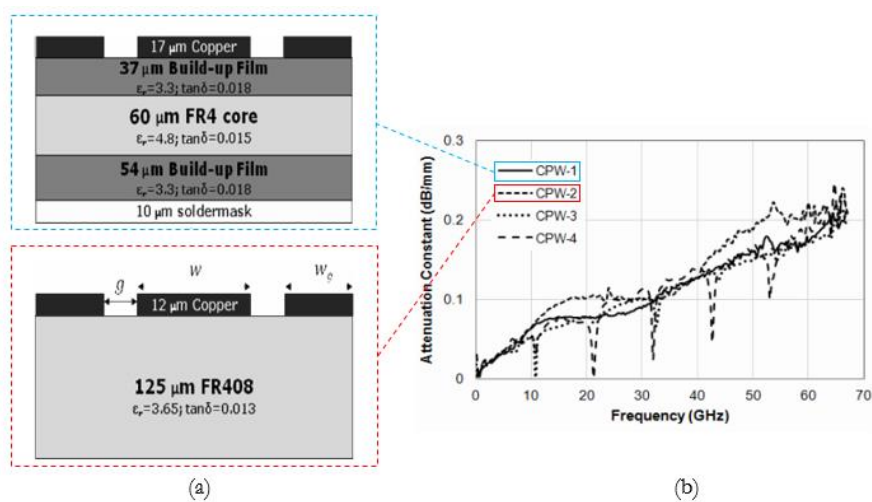 17 μm Copper
37 μm Build-up Film
εr=3.3; tanδ=0.018
60 μm FR4 core
εr=4.8; tanδ=0.015
54 μm Build-up Film
εr=3.3; tanδ=0.018
10 μm soldermask
g
w
wg
12 μm Copper
125 μm FR408
εr=3.65; tanδ=0.013
(a)
Attenuation Constant (dB/mm)
0.3
0.2
0.1
0
CPW-1
CPW-2
CPW-3
CPW-4
0 10 20 30 40 50 60 70
Frequency (GHz)
(b)